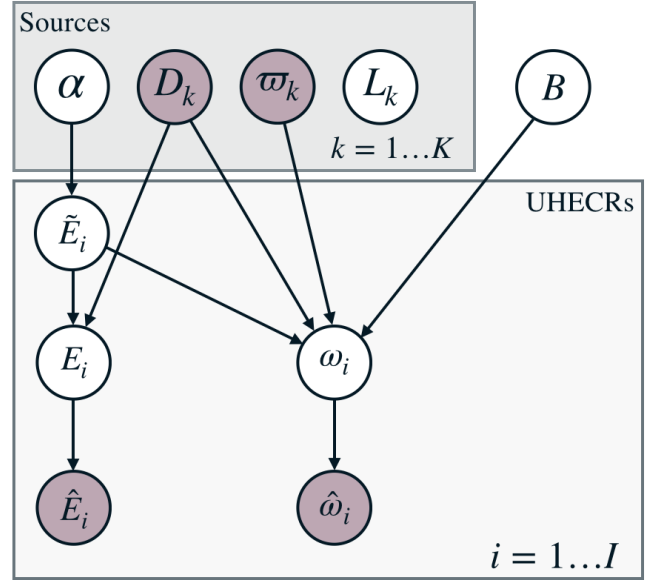 Sources
α D_k ϖ_k L_k B
k = 1…K
UHECRs
Ẽ_i
E_i ω_i
Ê_i ω̂_i
i = 1…I